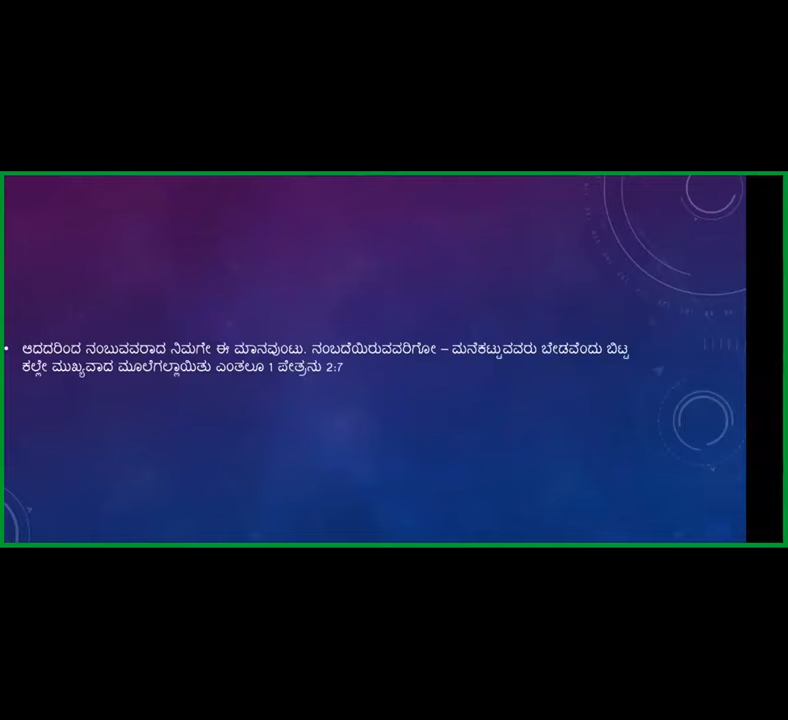 • ಆದದರಿಂದ ನಂಬುವವರಾದ ನಿಮಗೇ ಈ ಮಾನವುಂಟು. ನಂಬದೆಯಿರುವವರಿಗೋ – ಮನೆಕಟ್ಟುವವರು ಬೇಡವೆಂದು ಬಿಟ್ಟ
ಕಲ್ಲೇ ಮುಖ್ಯವಾದ ಮೂಲೆಗಲ್ಲಾಯಿತು ಎಂತಲೂ 1 ಪೇತ್ರನು 2:7